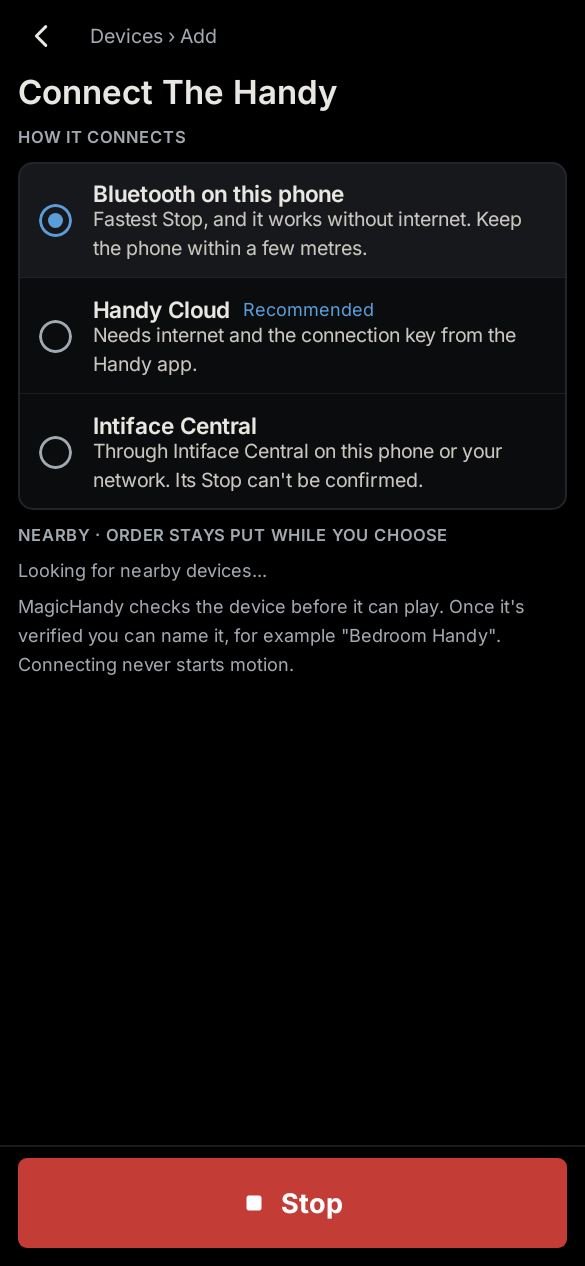 Devices › Add
Connect The Handy
HOW IT CONNECTS
Bluetooth on this phone
Fastest Stop, and it works without internet. Keep
the phone within a few metres.
Handy Cloud Recommended
Needs internet and the connection key from the
Handy app.
Intiface Central
Through Intiface Central on this phone or your
network. Its Stop can't be confirmed.
NEARBY · ORDER STAYS PUT WHILE YOU CHOOSE
Looking for nearby devices...
MagicHandy checks the device before it can play. Once it's
verified you can name it, for example "Bedroom Handy".
Connecting never starts motion.
Stop